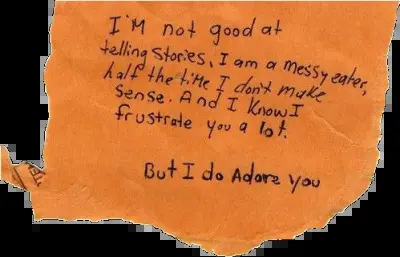 I'M not good at
telling stories, I am a messy eater,
half the time I don't make
sense. And I know I
frustrate you a lot.
But I do Adore you